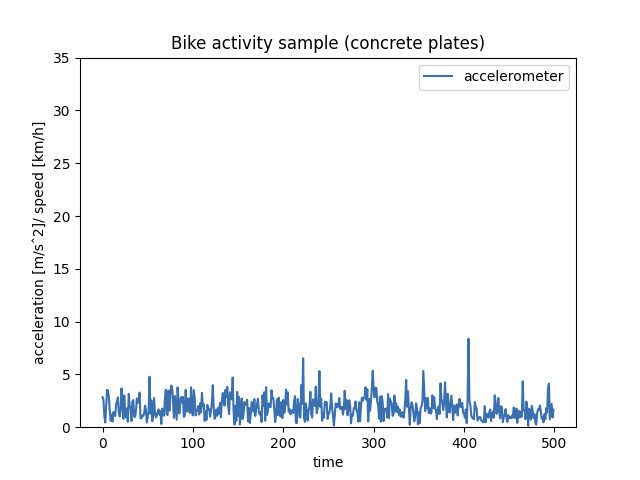 Bike activity sample (concrete plates)
accelerometer
35
30
25
20
15
10
5
0
acceleration [m/sˆ2]/ speed [km/h]
0 100 200 300 400 500
time